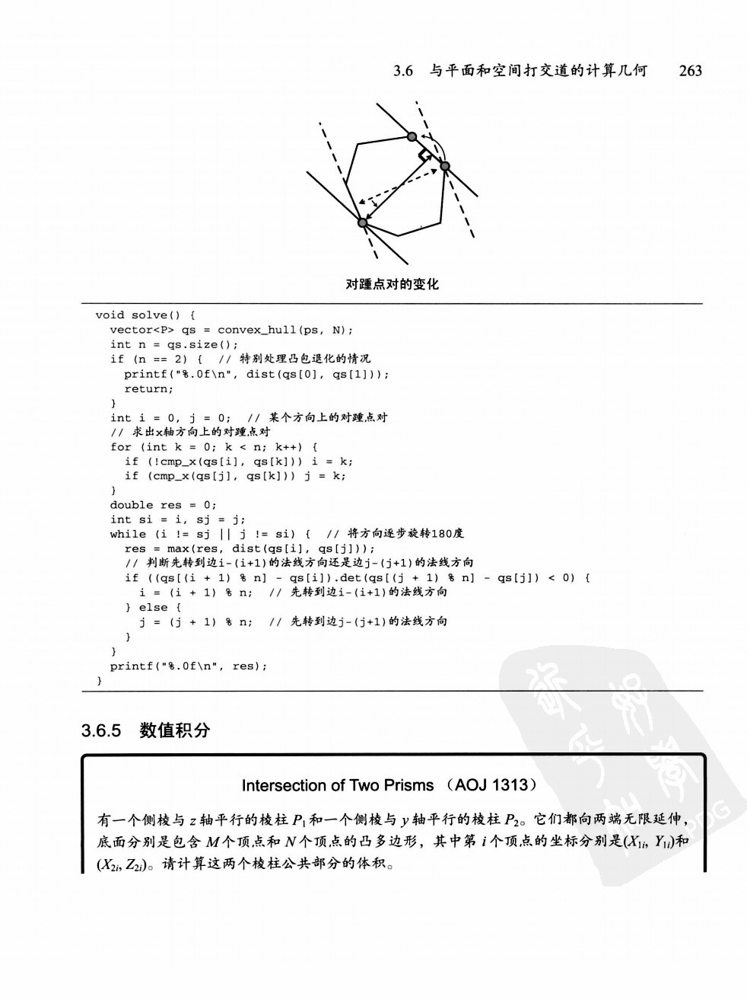 3.6 与平面和空间打交道的计算几何 263
对踵点对的变化
void solve() {
vector<P> qs = convex_hull(ps, N);
int n = qs.size();
if (n == 2) { // 特别处理凸包退化的情况
printf("%.0f\n", dist(qs[0], qs[1]));
return;
}
int i = 0, j = 0; // 某个方向上的对踵点对
// 求出x轴方向上的对踵点对
for (int k = 0; k < n; k++) {
if (!cmp_x(qs[i], qs[k])) i = k;
if (cmp_x(qs[j], qs[k])) j = k;
}
double res = 0;
int si = i, sj = j;
while (i != sj || j != si) { // 将方向逐步旋转180度
res = max(res, dist(qs[i], qs[j]));
// 判断先转到边i-(i+1)的法线方向还是边j-(j+1)的法线方向
if ((qs[(i + 1) % n] - qs[i]).det(qs[(j + 1) % n] - qs[j]) < 0) {
i = (i + 1) % n; // 先转到边i-(i+1)的法线方向
} else {
j = (j + 1) % n; // 先转到边j-(j+1)的法线方向
}
}
printf("%.0f\n", res);
}
3.6.5 数值积分
Intersection of Two Prisms （AOJ 1313）
有一个侧棱与 z 轴平行的棱柱 P₁ 和一个侧棱与 y 轴平行的棱柱 P₂。它们都向两端无限延伸，
底面分别是包含 M 个顶点和 N 个顶点的凸多边形，其中第 i 个顶点的坐标分别是(X₁ᵢ, Y₁ᵢ)和
(X₂ᵢ, Z₂ᵢ)。请计算这两个棱柱公共部分的体积。
PDG